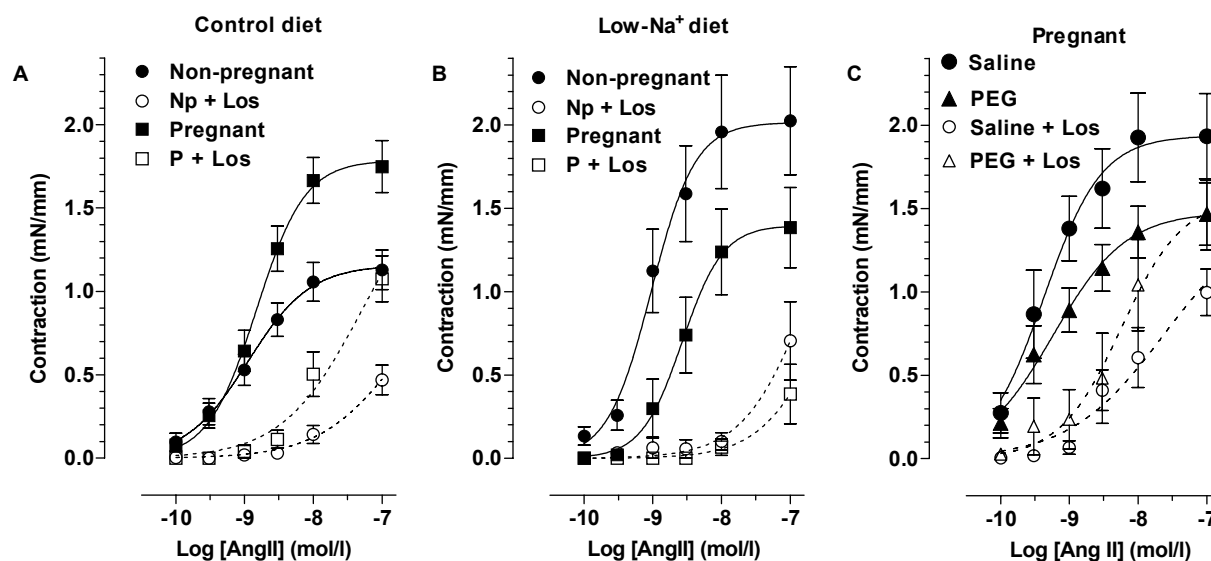 Control diet
A
Non-pregnant
Np + Los
Pregnant
P + Los
Contraction (mN/mm)
2.0
1.5
1.0
0.5
0.0
-10
-9
-8
-7
Log [AngII] (mol/l)
Low-Na+ diet
B
Non-pregnant
Np + Los
Pregnant
P + Los
Contraction (mN/mm)
2.0
1.5
1.0
0.5
0.0
-10
-9
-8
-7
Log [AngII] (mol/l)
Pregnant
C
Saline
PEG
Saline + Los
PEG + Los
Contraction (mN/mm)
2.0
1.5
1.0
0.5
0.0
-10
-9
-8
-7
Log [Ang II] (mol/l)